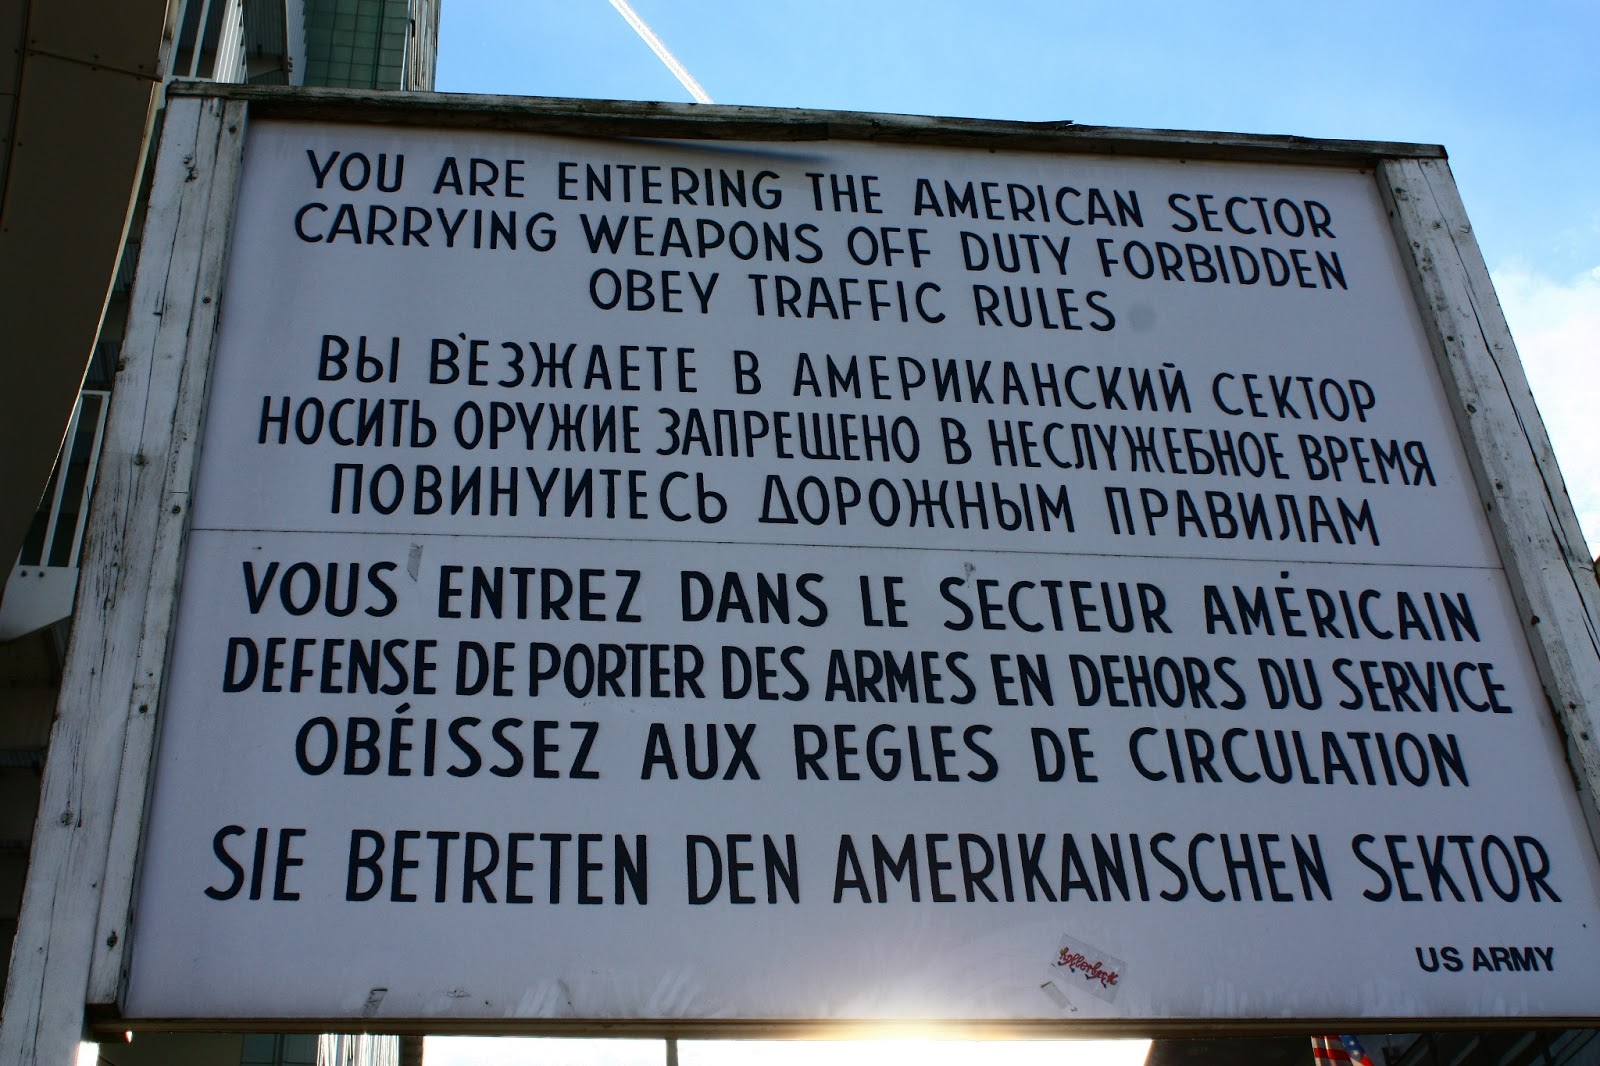 YOU ARE ENTERING THE AMERICAN SECTOR
CARRYING WEAPONS OFF DUTY FORBIDDEN
OBEY TRAFFIC RULES
ВЫ В'ЕЗЖАЕТЕ В АМЕРИКАНСКИЙ СЕКТОР
НОСИТЬ ОРУЖИЕ ЗАПРЕЩЕНО В НЕСЛУЖЕБНОЕ ВРЕМЯ
ПОВИНУИТЕСЬ ДОРОЖНЫМ ПРАВИЛАМ
VOUS ENTREZ DANS LE SECTEUR AMÉRICAIN
DEFENSE DE PORTER DES ARMES EN DEHORS DU SERVICE
OBÉISSEZ AUX REGLES DE CIRCULATION
SIE BETRETEN DEN AMERIKANISCHEN SEKTOR
US ARMY